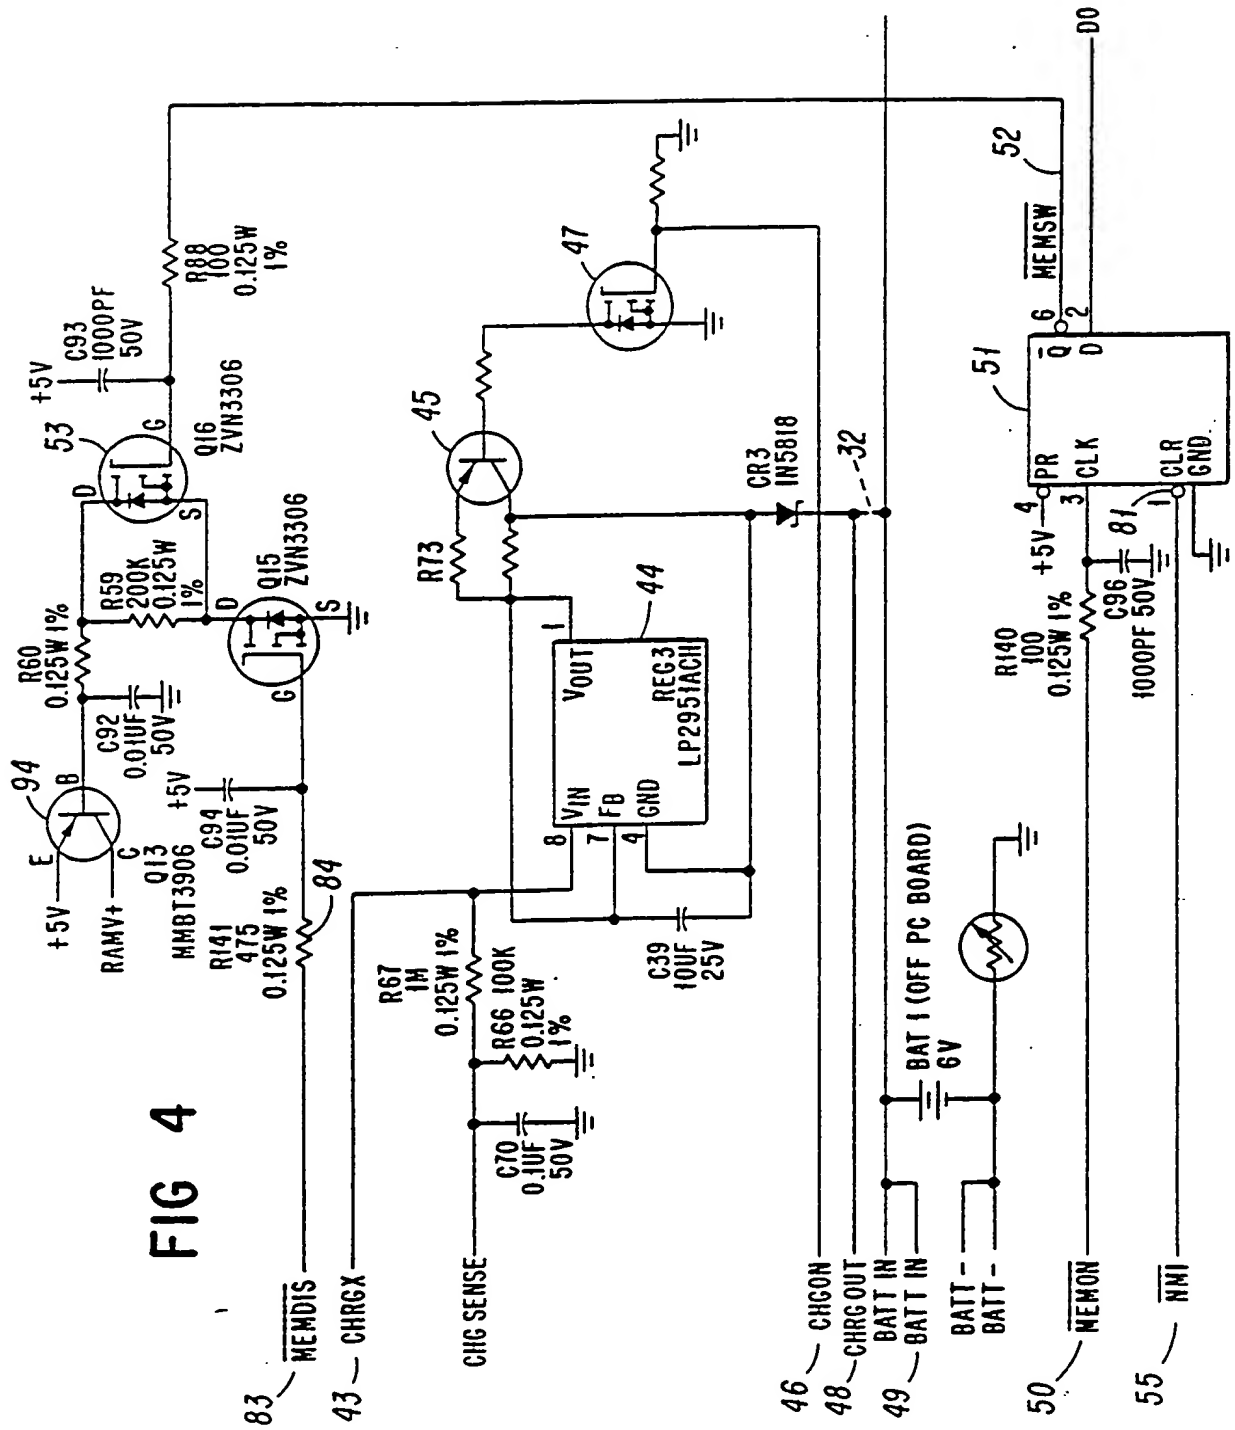 FIG 4
83
MEMDIS
84
R141
475
0.125W 1%
+5V
C94
0.01UF
50V
+5V
E
94
B
C
RAMV+
Q13
MMBT3906
C92
0.01UF
50V
R60
0.125W 1%
R59
200K
0.125W
1%
D
Q15
ZVN3306
G
S
D
53
G
S
Q16
ZVN3306
+5V
C93
1000PF
50V
R88
100
0.125W
1%
43
CHRGX
CHG SENSE
C70
0.1UF
50V
R67
1M
0.125W 1%
R66 100K
0.125W
1%
C39
10UF
25V
8
VIN
7
FB
4
GND
1
VOUT
REG3
LP2951ACH
44
R73
45
47
CR3
IN5818
32
46
CHGON
48
CHRG OUT
BATT IN
49
BATT IN
BATT -
BATT -
BAT 1 (OFF PC BOARD)
6V
50
MEMON
55
NMI
R140
100
0.125W 1%
C96
1000PF 50V
+5V
4
PR
3
CLK
81
1
CLR
GND
51
Q
6
D
2
MEMSW
52
D0